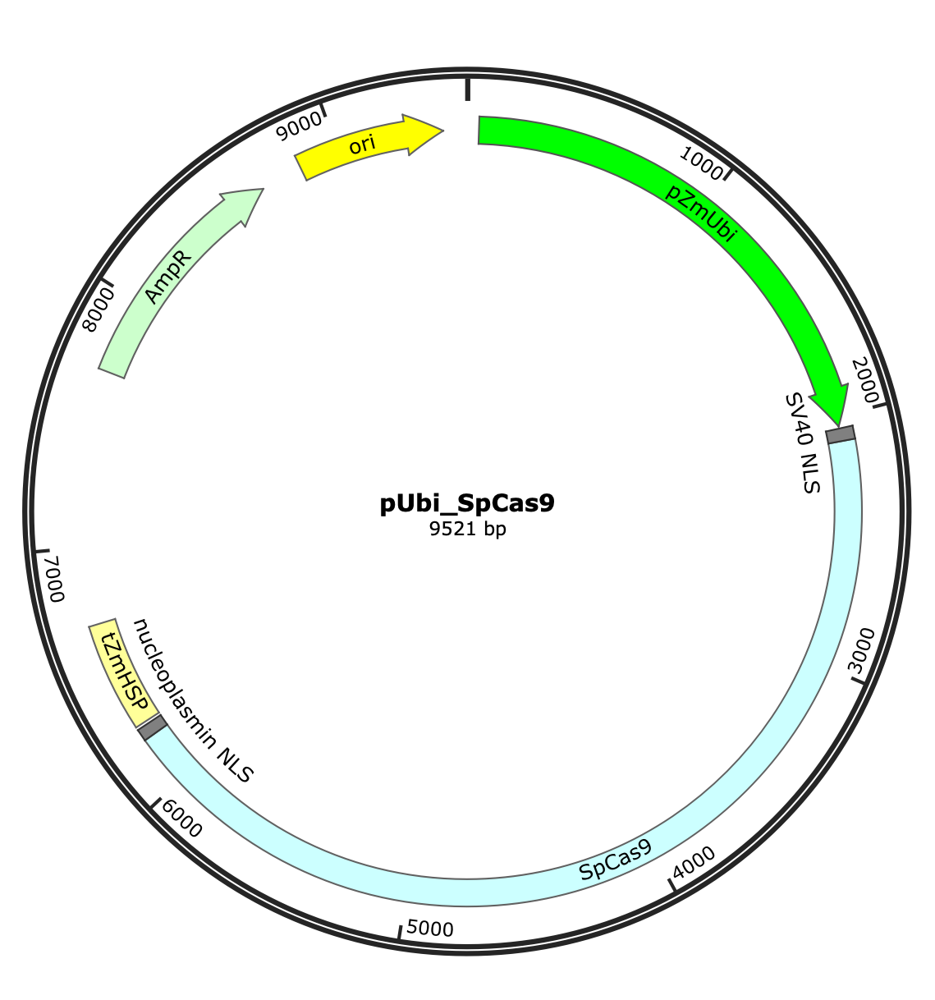 pUbi_SpCas9
9521 bp
1000
2000
3000
4000
5000
6000
7000
8000
9000
pZmUbi
SV40 NLS
SpCas9
nucleoplasmin NLS
tZmHSP
AmpR
ori